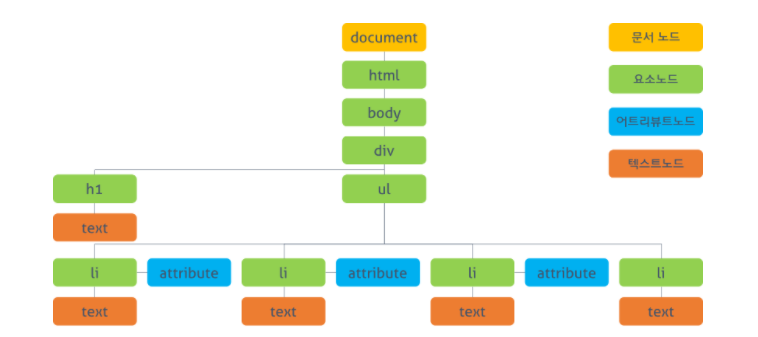 document
문서 노드
html
요소노드
body
어트리뷰트노드
div
텍스트노드
h1
ul
text
li
attribute
li
attribute
li
attribute
li
text
text
text
text